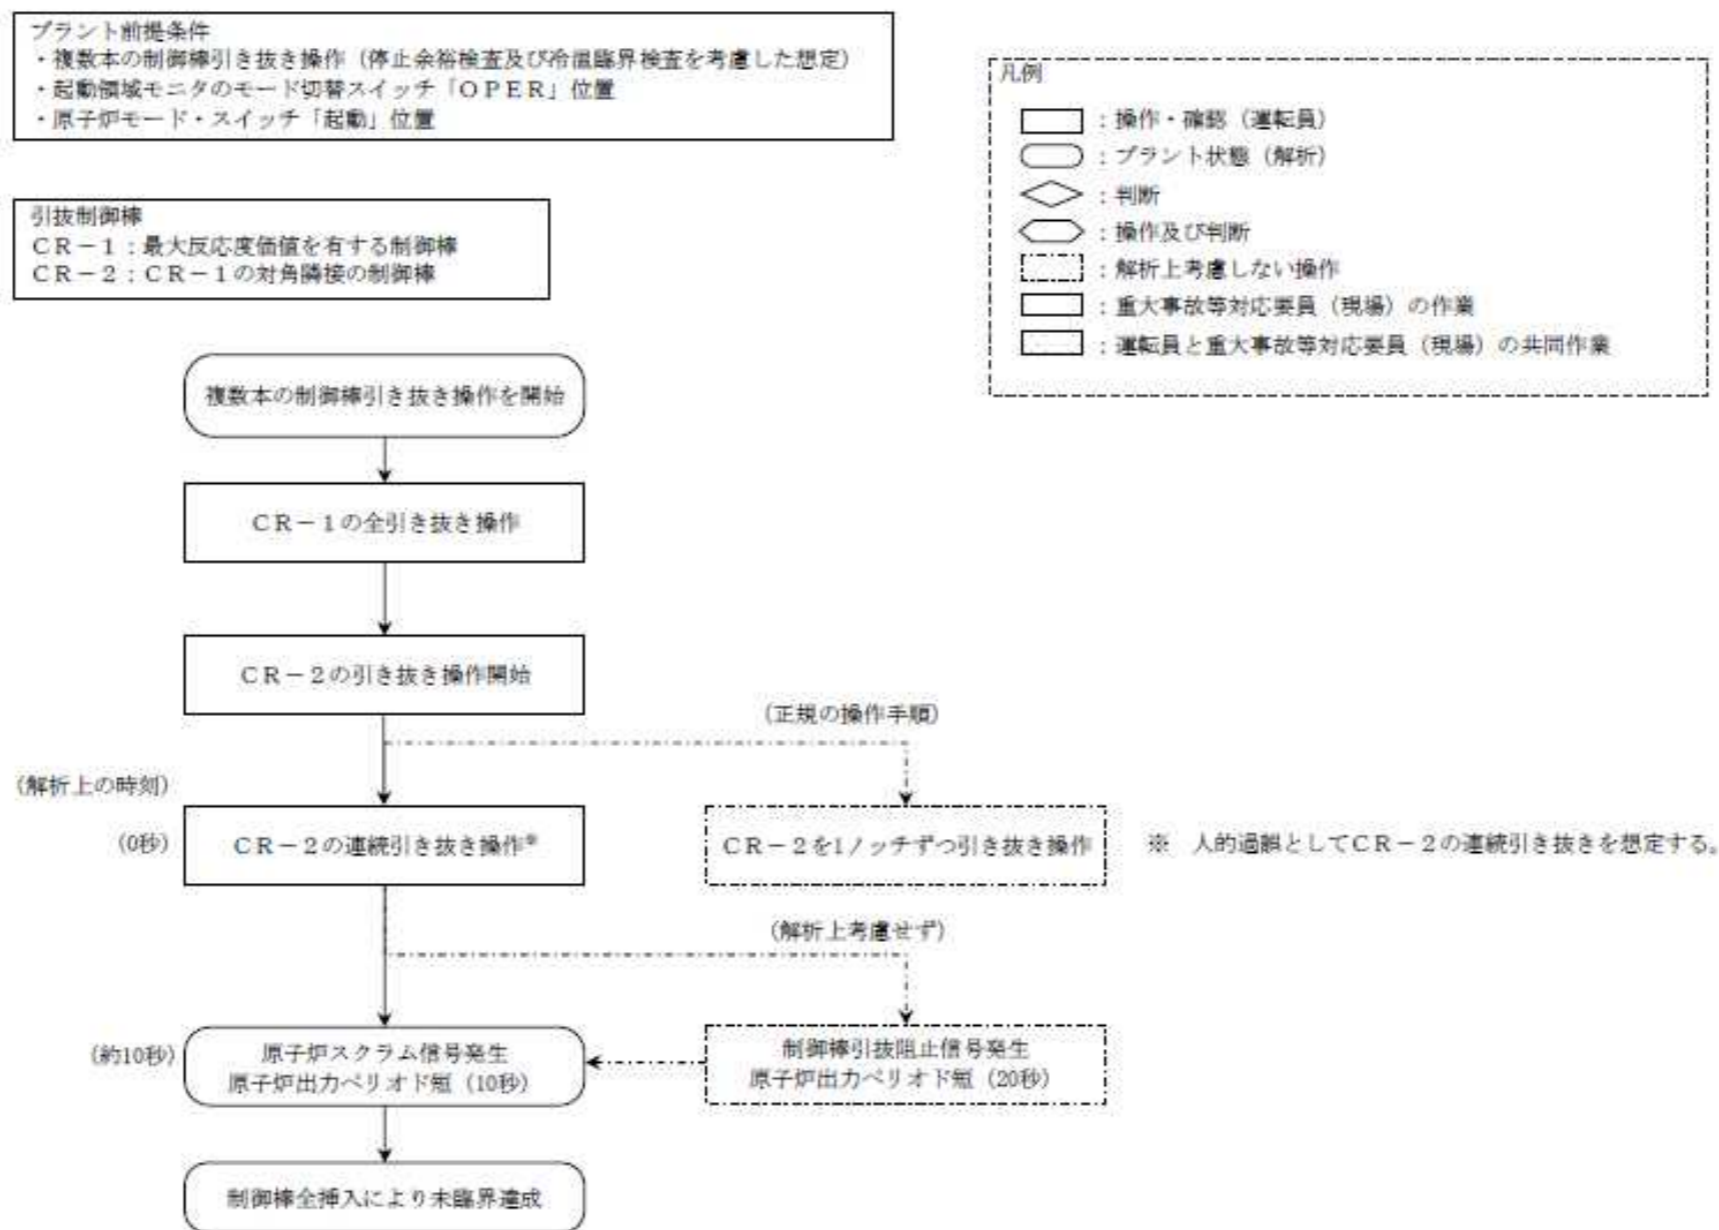 プラント前提条件
・複数本の制御棒引き抜き操作（停止余裕検査及び冷温臨界検査を考慮した想定）
・起動領域モニタのモード切替スイッチ「ＯＰＥＲ」位置
・原子炉モード・スイッチ「起動」位置
引抜制御棒
ＣＲ－１：最大反応度価値を有する制御棒
ＣＲ－２：ＣＲ－１の対角隣接の制御棒
凡例
：操作・確認（運転員）
：プラント状態（解析）
：判断
：操作及び判断
：解析上考慮しない操作
：重大事故等対応要員（現場）の作業
：運転員と重大事故等対応要員（現場）の共同作業
複数本の制御棒引き抜き操作を開始
ＣＲ－１の全引き抜き操作
ＣＲ－２の引き抜き操作開始
（正規の操作手順）
（解析上の時刻）
（0秒）
ＣＲ－２の連続引き抜き操作※
ＣＲ－２を1ノッチずつ引き抜き操作
※　人的過誤としてＣＲ－２の連続引き抜きを想定する。
（解析上考慮せず）
（約10秒）
原子炉スクラム信号発生
原子炉出力ペリオド短（10秒）
制御棒引抜阻止信号発生
原子炉出力ペリオド短（20秒）
制御棒全挿入により未臨界達成